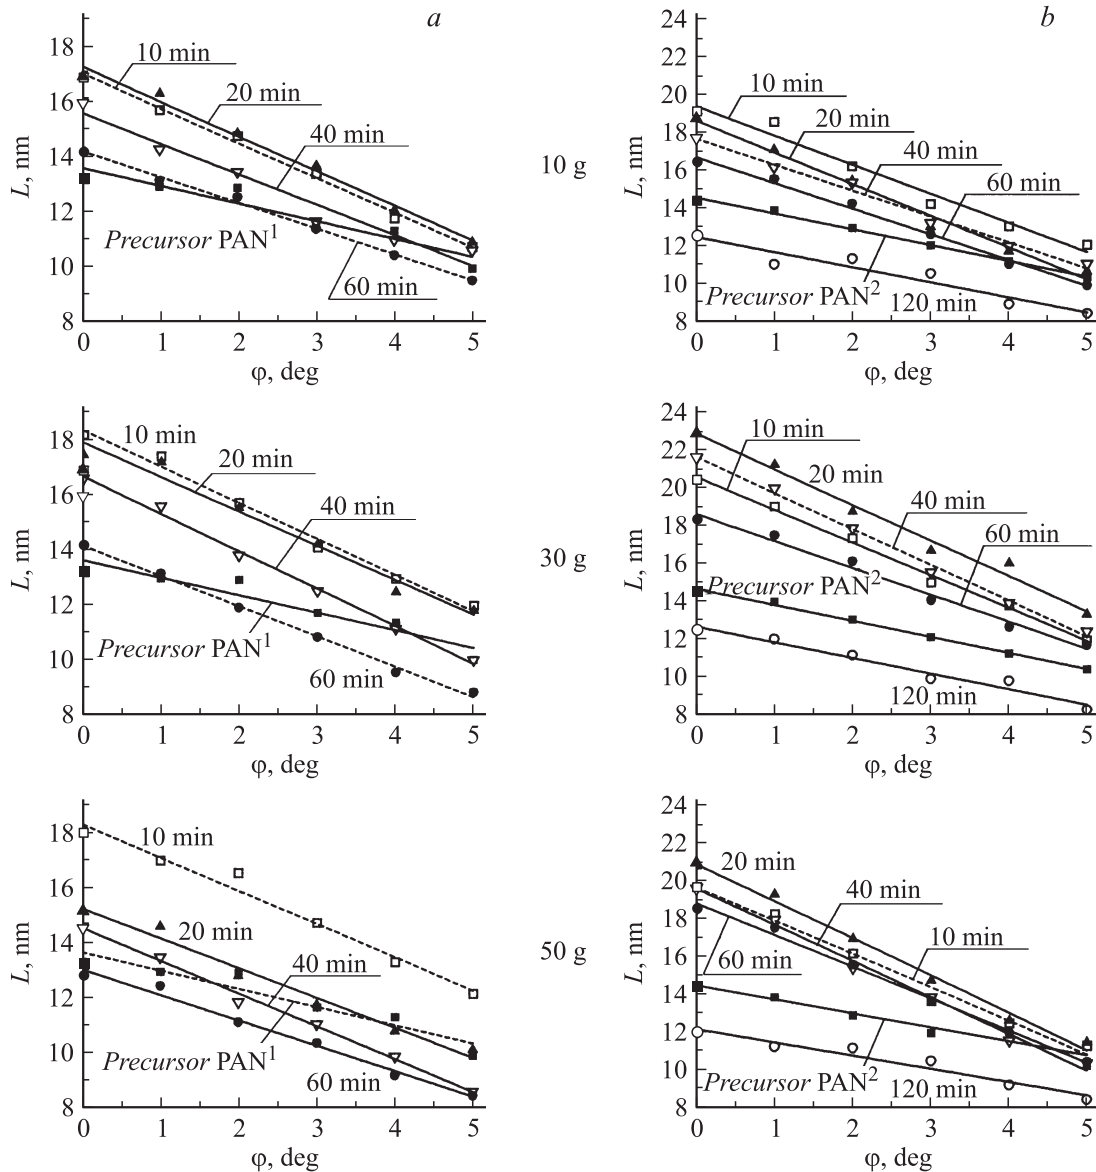 a
b
18
16
14
12
10
8
L, nm
10 min
20 min
40 min
Precursor PAN¹
60 min
0 1 2 3 4 5
φ, deg
10 g
24
22
20
18
16
14
12
10
8
L, nm
10 min
20 min
40 min
60 min
Precursor PAN²
120 min
0 1 2 3 4 5
φ, deg
18
16
14
12
10
8
L, nm
10 min
20 min
40 min
Precursor PAN¹
60 min
0 1 2 3 4 5
φ, deg
30 g
24
22
20
18
16
14
12
10
8
L, nm
10 min
20 min
40 min
60 min
Precursor PAN²
120 min
0 1 2 3 4 5
φ, deg
18
16
14
12
10
8
L, nm
10 min
20 min
40 min
Precursor PAN¹
60 min
0 1 2 3 4 5
φ, deg
50 g
24
22
20
18
16
14
12
10
8
L, nm
20 min
40 min
10 min
60 min
Precursor PAN²
120 min
0 1 2 3 4 5
φ, deg